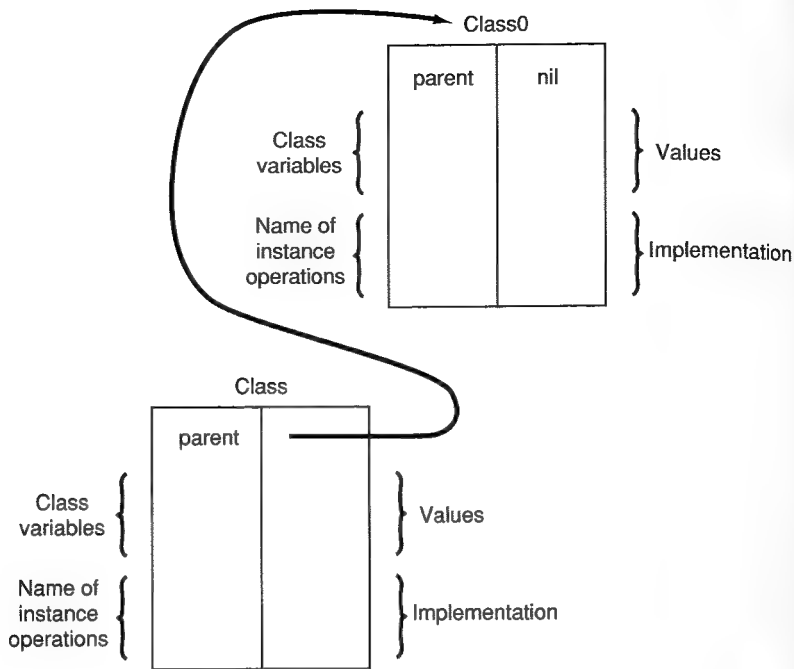 Class0
parent nil
Class
variables
Values
Name of
instance
operations
Implementation
Class
parent
Class
variables
Values
Name of
instance
operations
Implementation